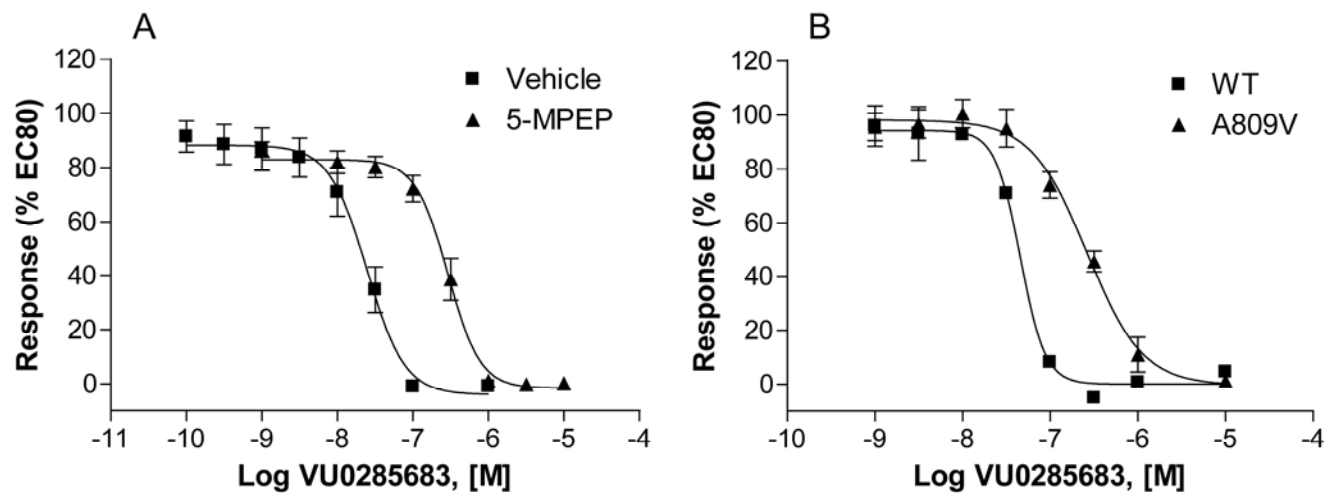 A
Response (% EC80)
120
100
80
60
40
20
0
Vehicle
5-MPEP
-11 -10 -9 -8 -7 -6 -5 -4
Log VU0285683, [M]
B
Response (% EC80)
120
100
80
60
40
20
0
WT
A809V
-10 -9 -8 -7 -6 -5 -4
Log VU0285683, [M]